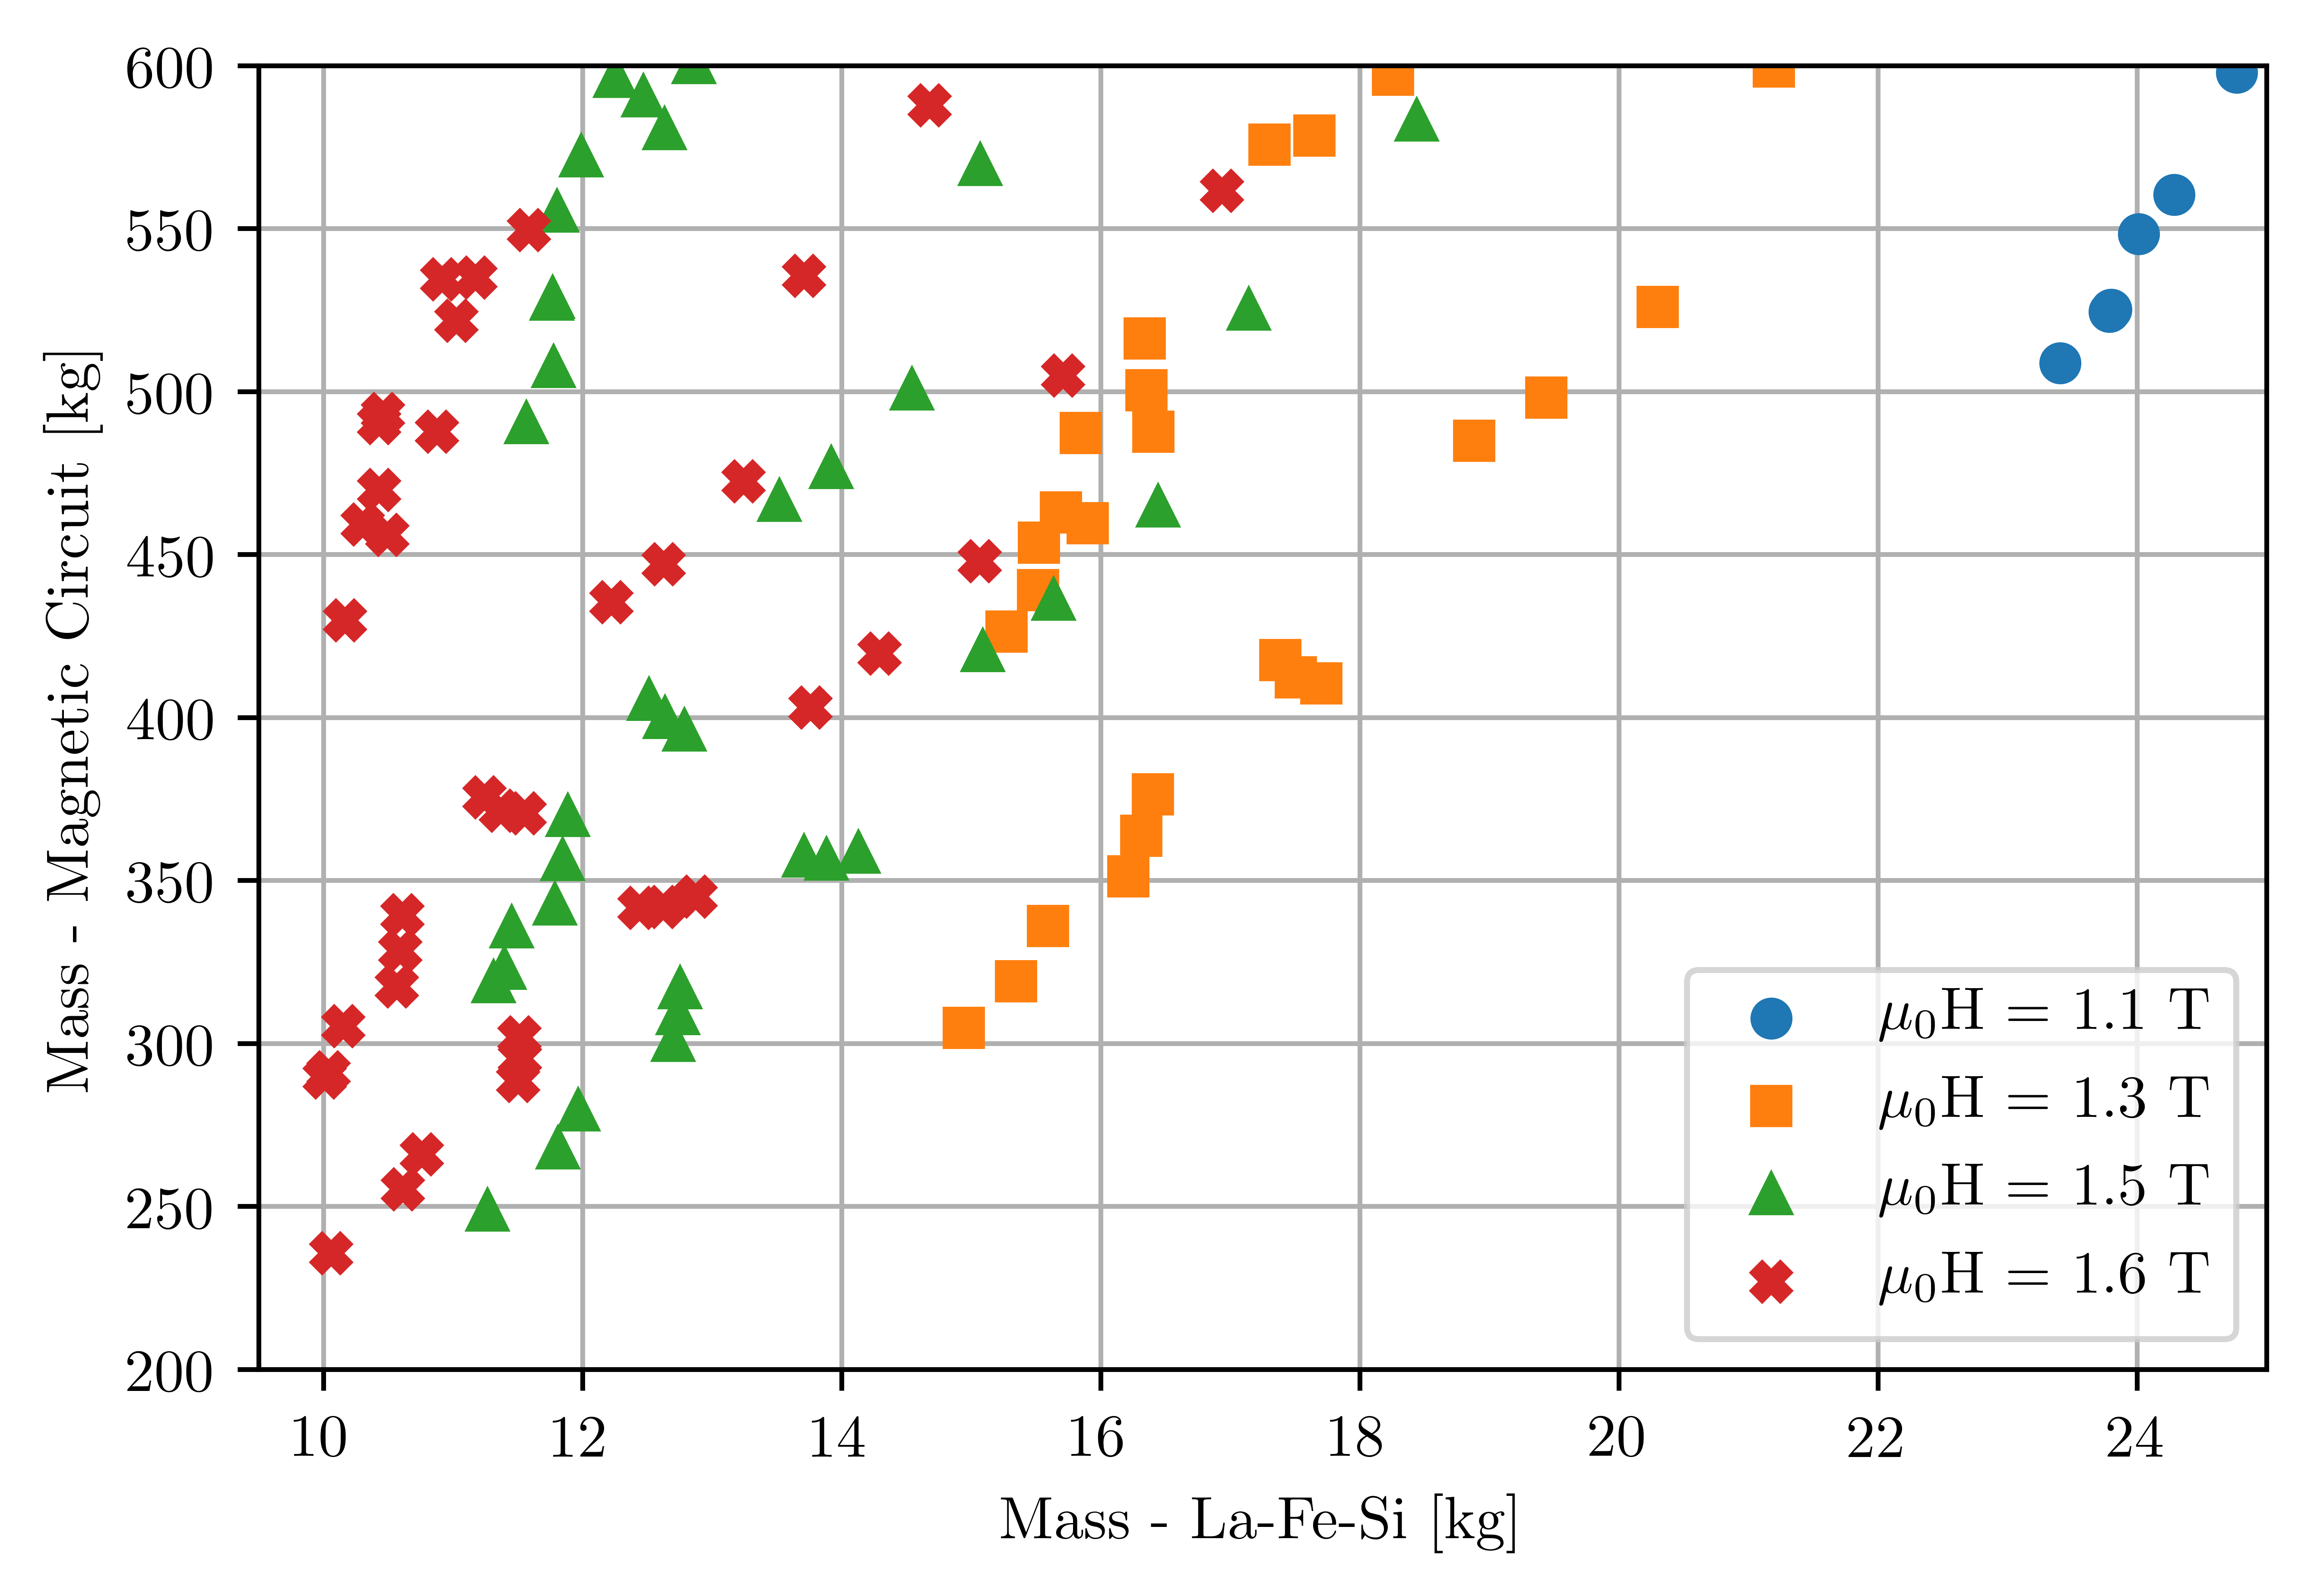 600
550
500
450
400
350
300
250
200
Mass - Magnetic Circuit [kg]
μ₀H = 1.1 T
μ₀H = 1.3 T
μ₀H = 1.5 T
μ₀H = 1.6 T
10 12 14 16 18 20 22 24
Mass - La-Fe-Si [kg]